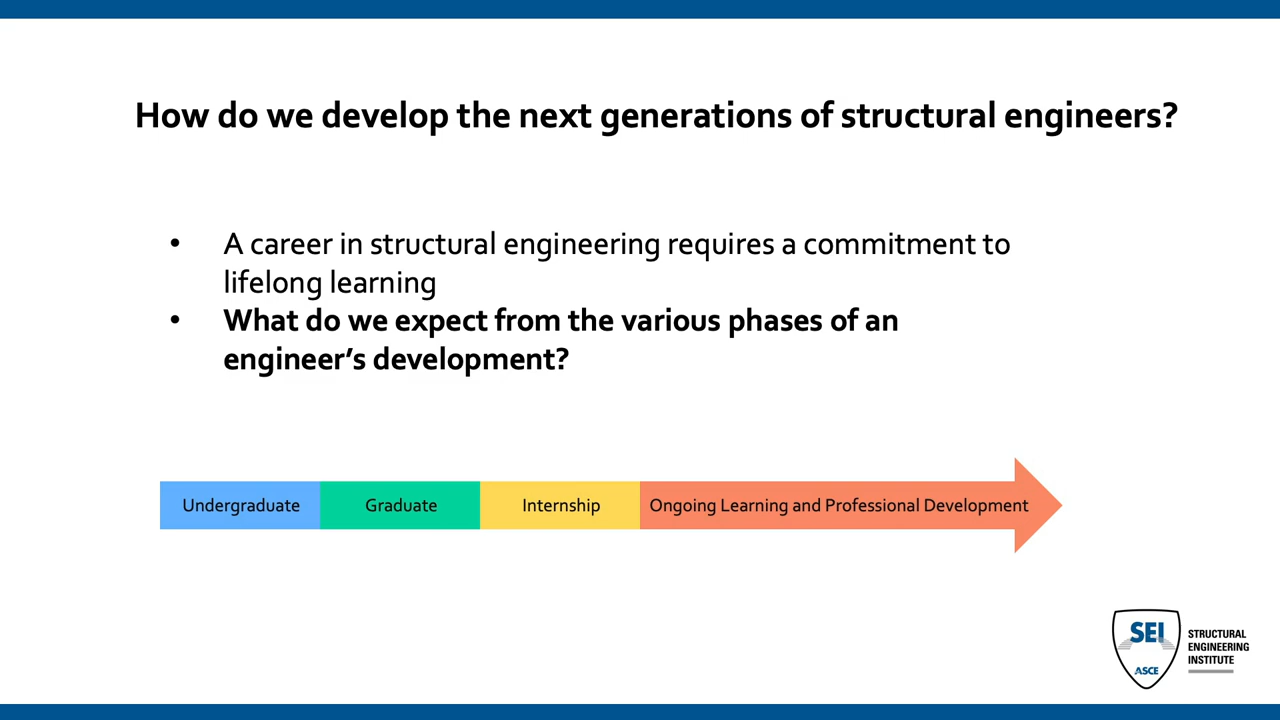 How do we develop the next generations of structural engineers?
• A career in structural engineering requires a commitment to
lifelong learning
• What do we expect from the various phases of an
engineer’s development?
Undergraduate
Graduate
Internship
Ongoing Learning and Professional Development
SEI
ASCE
STRUCTURAL
ENGINEERING
INSTITUTE